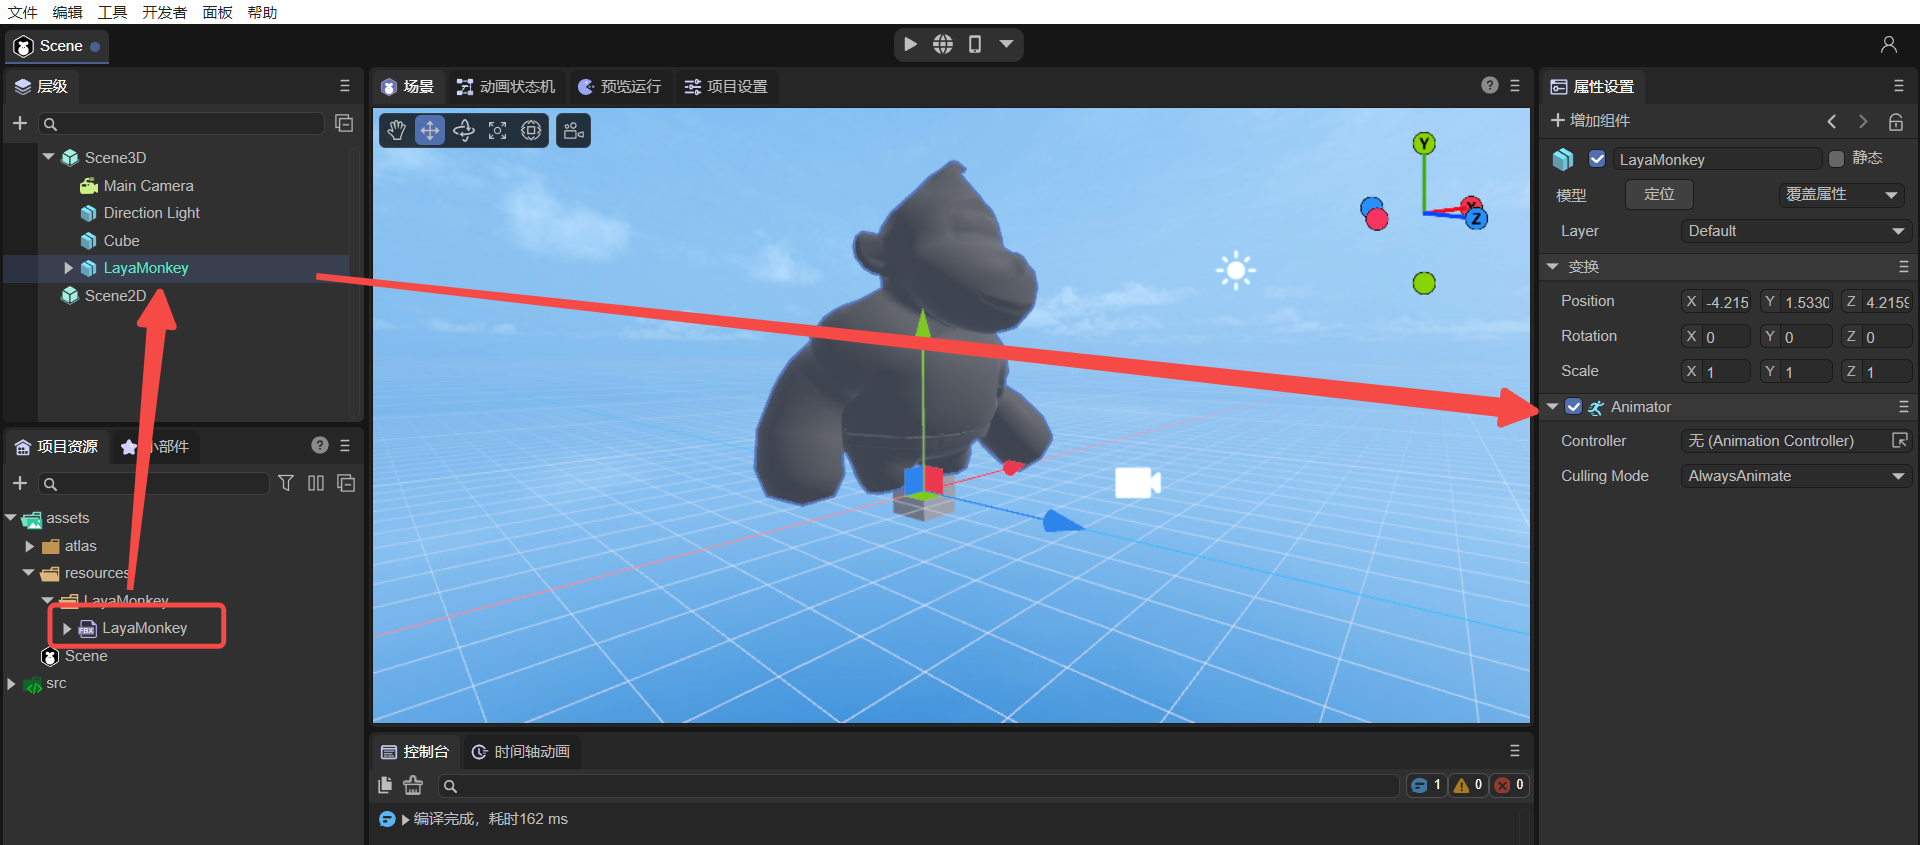 文件 编辑 工具 开发者 面板 帮助
Scene
层级
Scene3D
Main Camera
Direction Light
Cube
LayaMonkey
Scene2D
项目资源 小部件
assets
atlas
resources
LayaMonkey
LayaMonkey
Scene
src
场景 动画状态机 预览运行 项目设置
Y
X
Z
控制台 时间轴动画
1 0 0
编译完成，耗时162 ms
属性设置
增加组件
LayaMonkey 静态
模型 定位 覆盖属性
Layer Default
变换
Position X -4.215 Y 1.5330 Z 4.2159
Rotation X 0 Y 0 Z 0
Scale X 1 Y 1 Z 1
Animator
Controller 无 (Animation Controller)
Culling Mode AlwaysAnimate